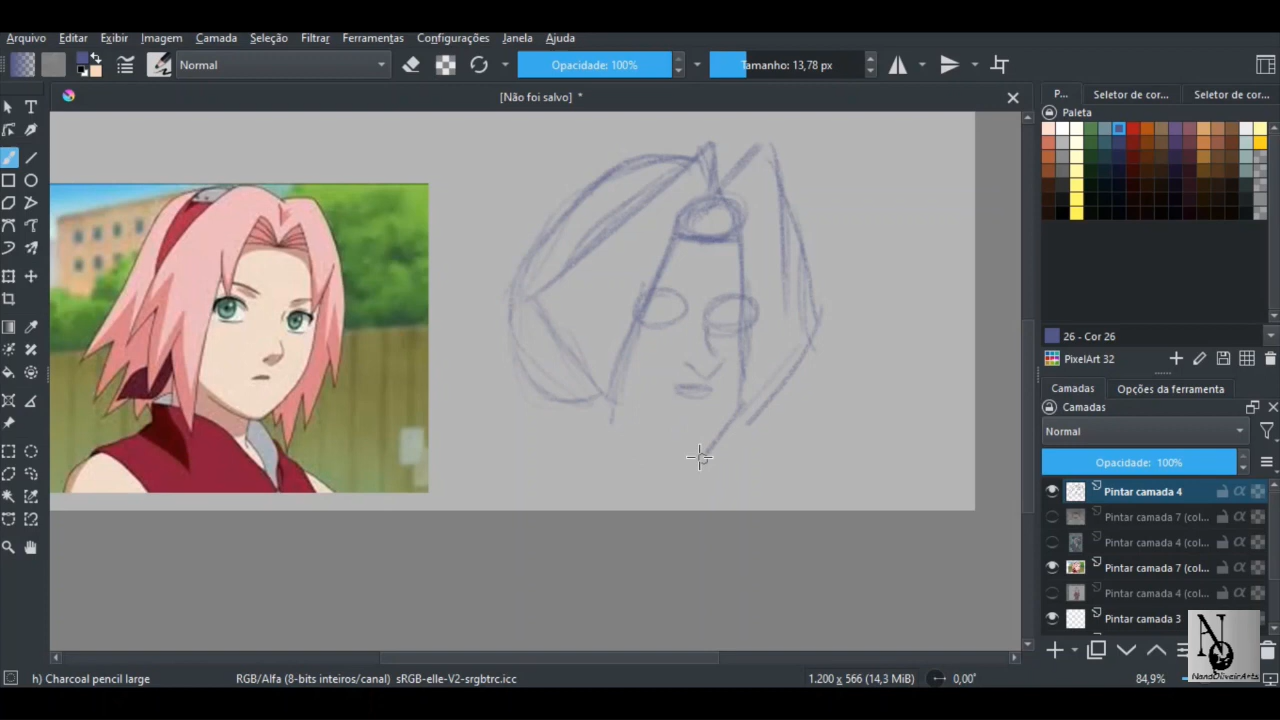 Arquivo Editar Exibir Imagem Camada Seleção Filtrar Ferramentas Configurações Janela Ajuda
Normal Opacidade: 100% Tamanho: 13,78 px
[Não foi salvo] *
P... Seletor de cor... Seletor de cor...
Paleta
26 - Cor 26
PixelArt 32
Camadas Opções da ferramenta
Camadas
Normal
Opacidade: 100%
Pintar camada 4
Pintar camada 7 (col...
Pintar camada 4 (col...
Pintar camada 7 (col...
Pintar camada 4 (col...
Pintar camada 3
NandOliveirArts
h) Charcoal pencil large RGB/Alfa (8-bits inteiros/canal) sRGB-elle-V2-srgbtrc.icc 1.200 x 566 (14,3 MiB) 0,00° 84,9%